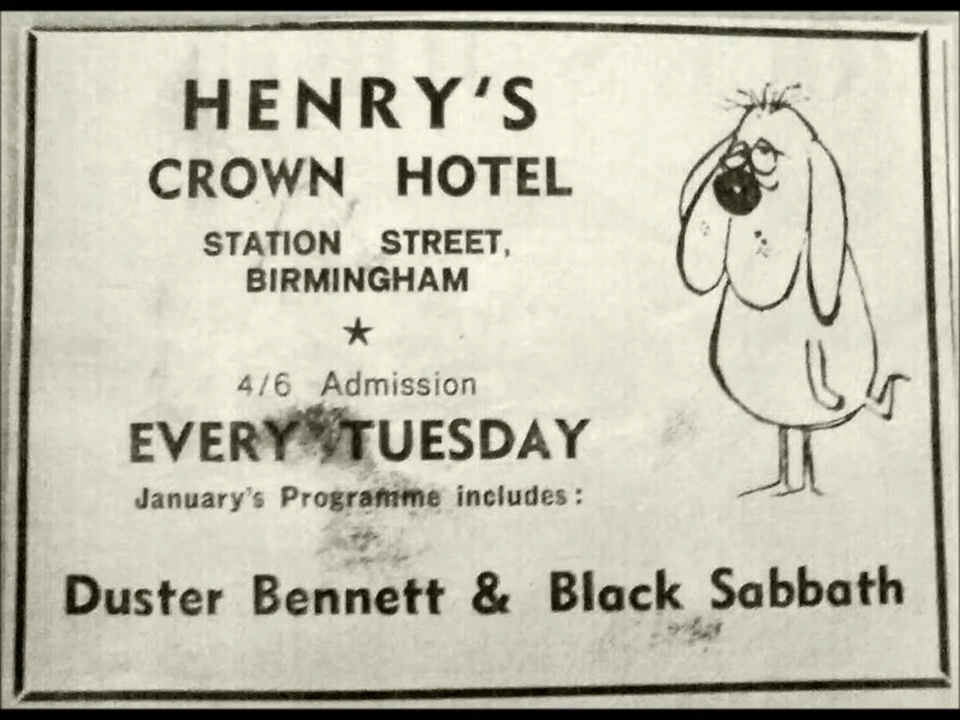 HENRY'S
CROWN HOTEL
STATION STREET,
BIRMINGHAM
4/6 Admission
EVERY TUESDAY
January's Programme includes:
Duster Bennett & Black Sabbath